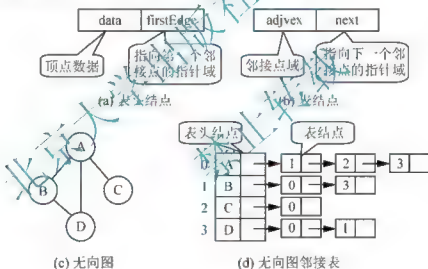 data firstEdge
adjvex next
顶点数据
指向第一个邻接点的指针域
邻接点域
指向下一个邻接点的指针域
(a) 表头结点
(b) 表结点
表头结点
表结点
A
B
C
D
0 A 1 2 3
1 B 0 3
2 C 0
3 D 0 1
(c) 无向图
(d) 无向图邻接表